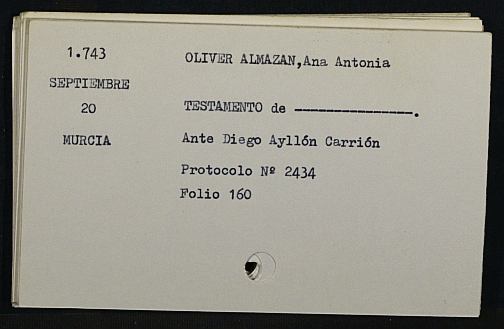 1.743
OLIVER ALMAZAN,Ana Antonia
SEPTIEMBRE
20
TESTAMENTO de ---------------.
MURCIA
Ante Diego Ayllón Carrión
Protocolo Nº 2434
Folio 160